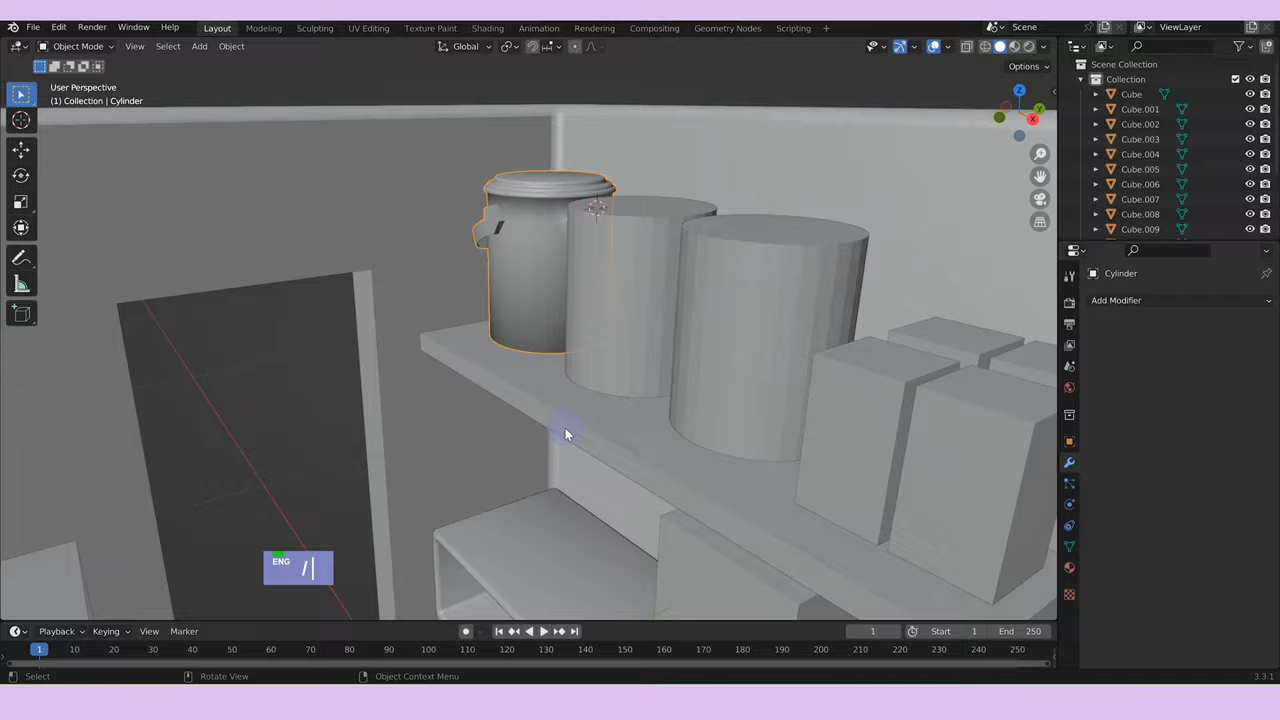 File Edit Render Window Help Layout Modeling Sculpting UV Editing Texture Paint Shading Animation Rendering Compositing Geometry Nodes Scripting + Scene ViewLayer
Object Mode View Select Add Object Global
Options
User Perspective
(1) Collection | Cylinder
Z
Y
X
Scene Collection
Collection
Cube
Cube.001
Cube.002
Cube.003
Cube.004
Cube.005
Cube.006
Cube.007
Cube.008
Cube.009
Cylinder
Add Modifier
ENG /|
Playback Keying View Marker 1 Start 1 End 250
1 10 20 30 40 50 60 70 80 90 100 110 120 130 140 150 160 170 180 190 200 210 220 230 240 250
Select Rotate View Object Context Menu 3.3.1